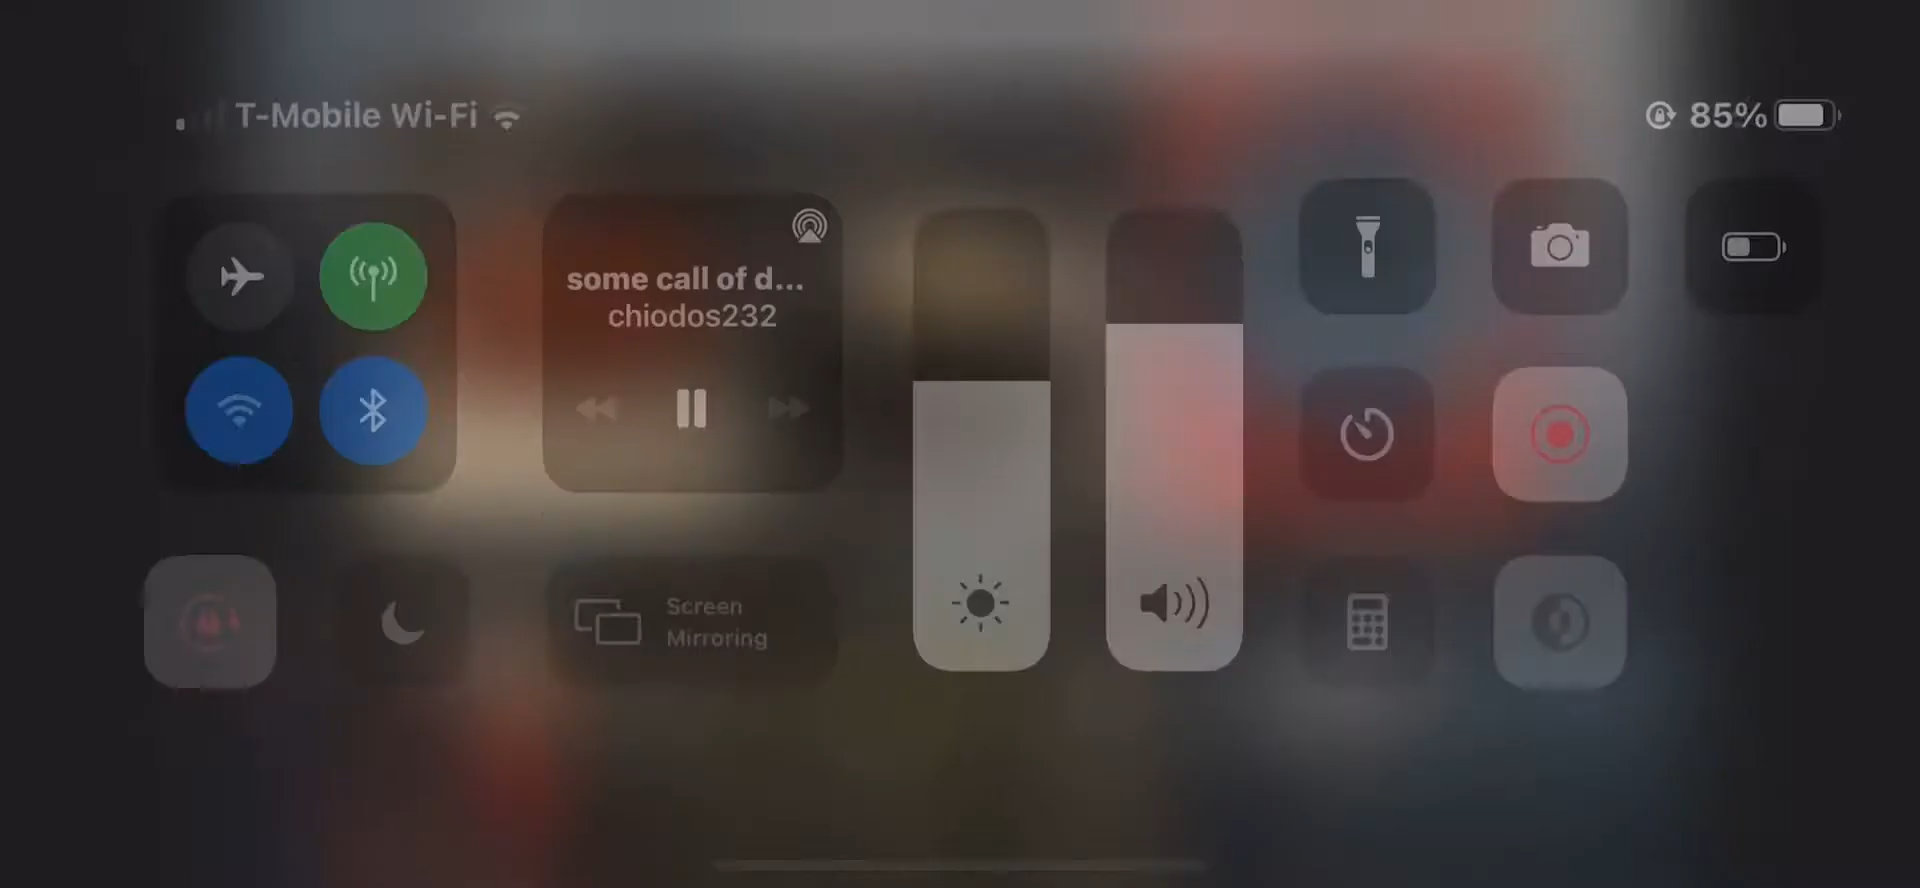 T-Mobile Wi-Fi
85%
some call of d...
chiodos232
Screen
Mirroring